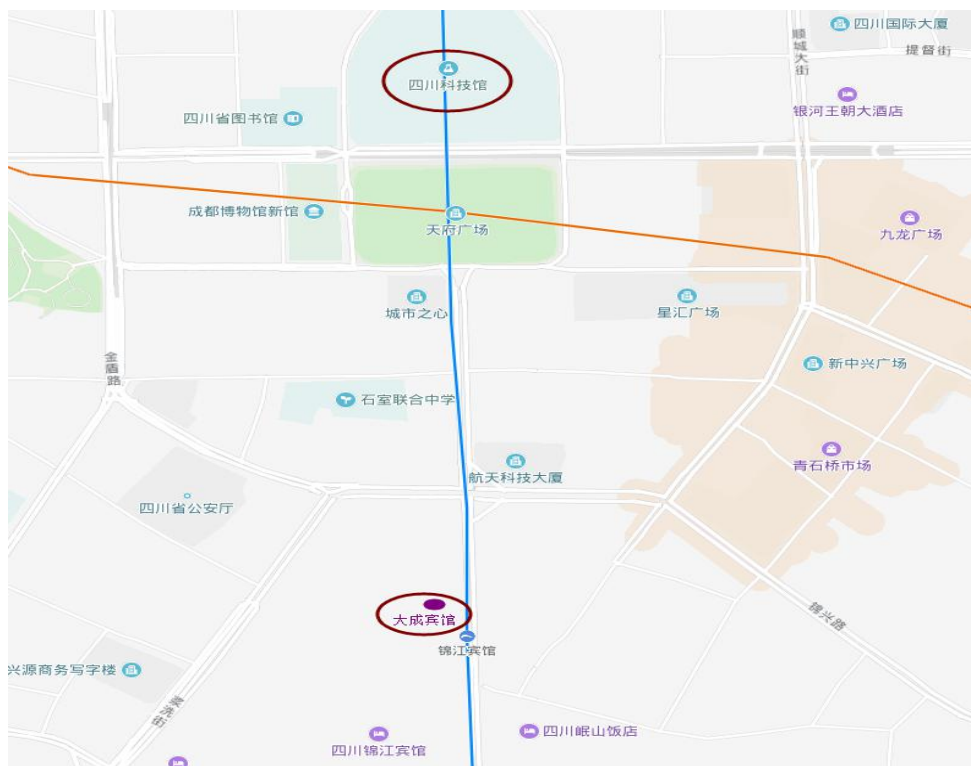 四川国际大厦
顺城大街
提督街
四川科技馆
银河王朝大酒店
四川省图书馆
成都博物馆新馆
天府广场
九龙广场
城市之心
星汇广场
金盾路
新中兴广场
石室联合中学
青石桥市场
航天科技大厦
四川省公安厅
大成宾馆
锦兴路
锦江宾馆
兴源商务写字楼
浆洗街
四川岷山饭店
四川锦江宾馆